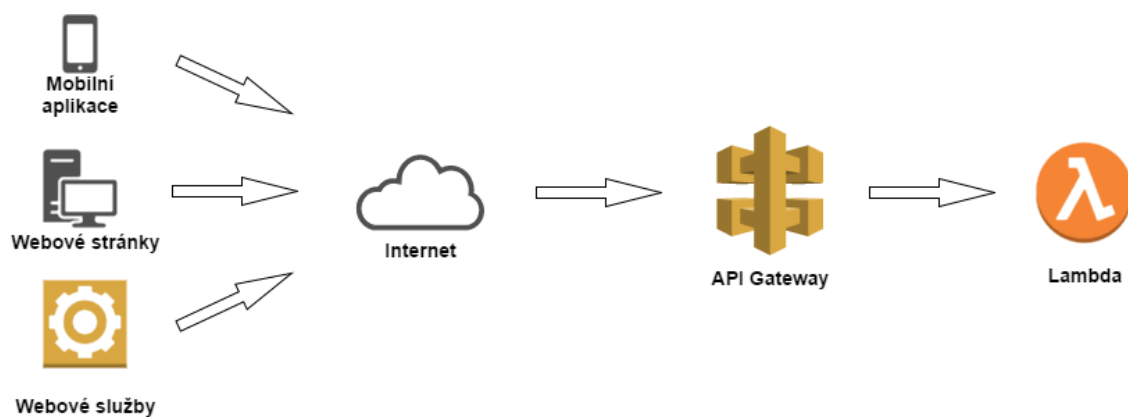 Mobilní
aplikace
Webové stránky
Webové služby
Internet
API Gateway
Lambda